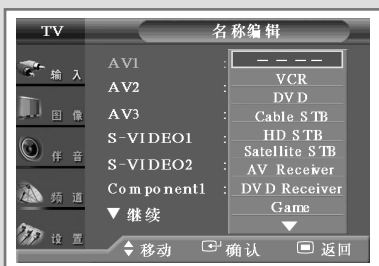 TV 名称编辑
输入
图像
伴音
频道
设置
AV1 : – – – –
AV2 :
AV3 :
S-VIDEO1 :
S-VIDEO2 :
Component1 :
▼ 继续
VCR
DVD
Cable STB
HD STB
Satellite STB
AV Receiver
DVD Receiver
Game
▼
移动 确认 返回